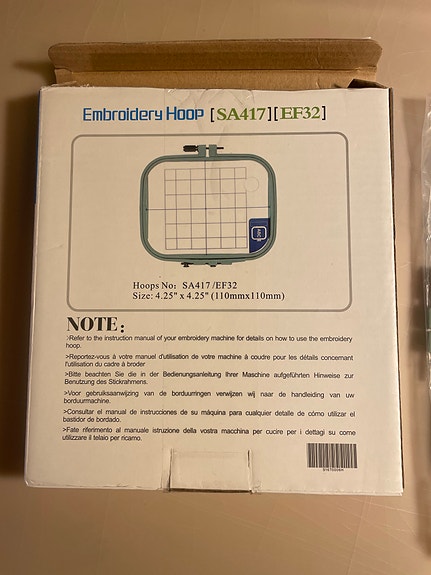 Embroidery Hoop [SA417][EF32]
Hoops No: SA417 /EF32
Size: 4.25" x 4.25" (110mmx110mm)
NOTE:
>Refer to the instruction manual of your embroidery machine for details on how to use the embroidery
hoop.
>Reportez-vous à votre manuel d'utilisation de votre machine à coudre pour les détails concernant
l'utilisation du cadre à broder
>Bitte beachten Sie die in der Bedienungsanleitung Ihrer Maschine aufgeführten Hinweise zur
Benutzung des Stickrahmens.
>Voor gebruiksaanwijzing van de borduurringen verwijzen wij naar de handleiding van uw
borduurmachine.
>Consultar el manual de instrucciones de su máquina para cualquier detalle de cómo utilizar el
bastidor de bordado.
>Fate riferimento al manuale istruzione della vostra macchina per cucire per i dettagi su come
utilizzare il telaio per ricamo.